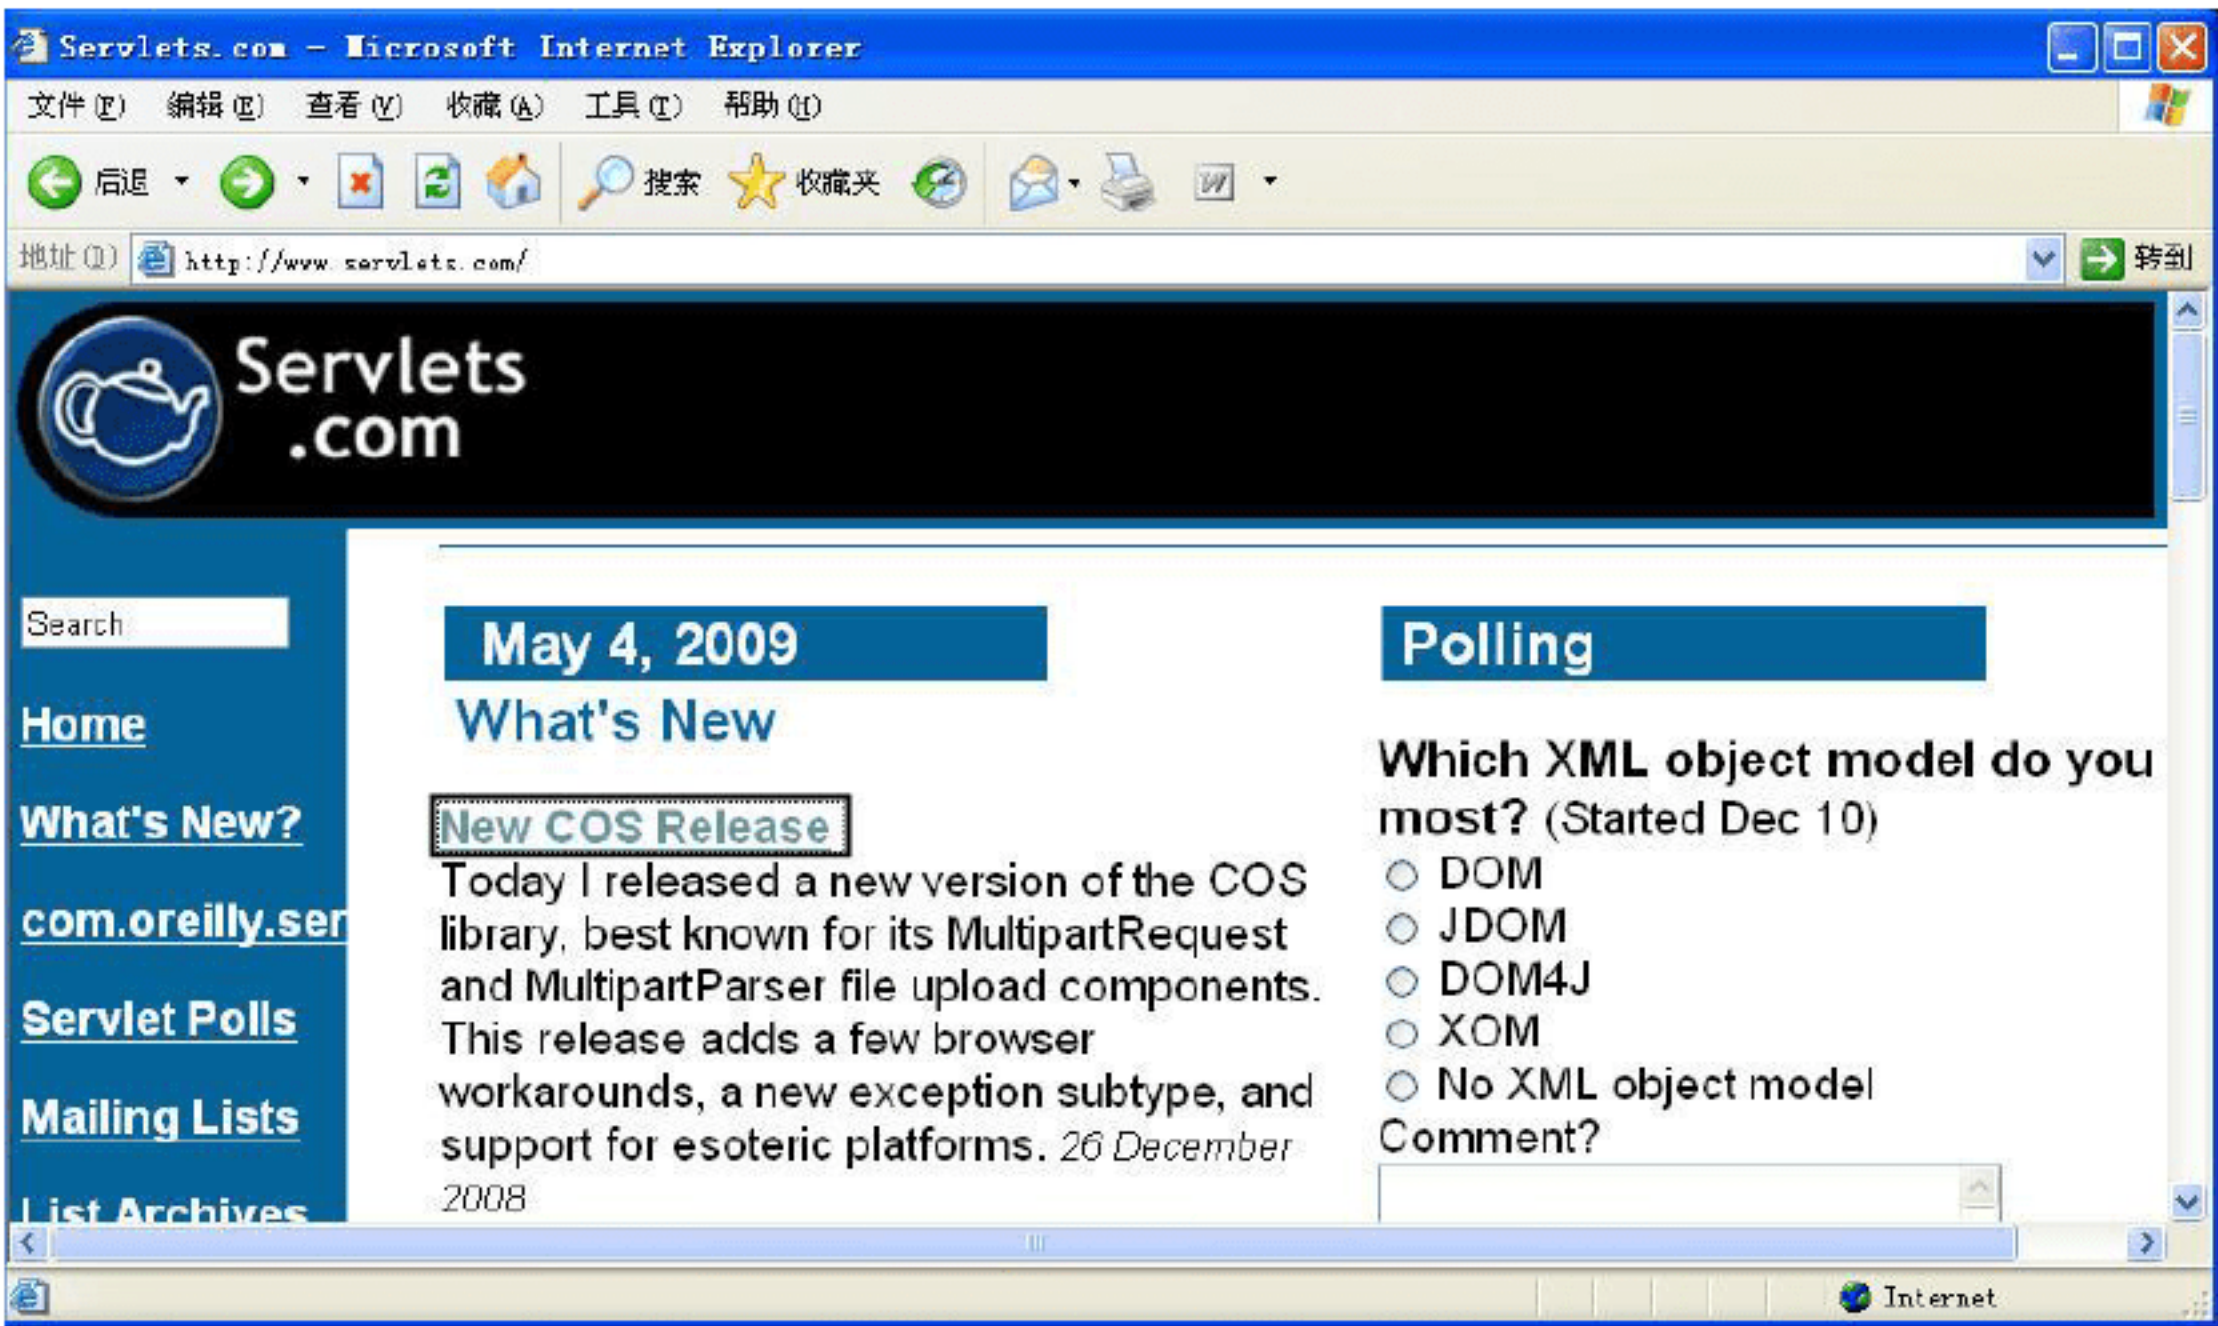 Servlets.com - Microsoft Internet Explorer
文件(F) 编辑(E) 查看(V) 收藏(A) 工具(T) 帮助(H)
后退 搜索 收藏夹
地址(D) http://www.servlets.com/ 转到
Servlets
.com
Search
Home
What's New?
com.oreilly.ser
Servlet Polls
Mailing Lists
List Archives
May 4, 2009
What's New
New COS Release
Today I released a new version of the COS
library, best known for its MultipartRequest
and MultipartParser file upload components.
This release adds a few browser
workarounds, a new exception subtype, and
support for esoteric platforms. 26 December
2008
Polling
Which XML object model do you
most? (Started Dec 10)
DOM
JDOM
DOM4J
XOM
No XML object model
Comment?
Internet